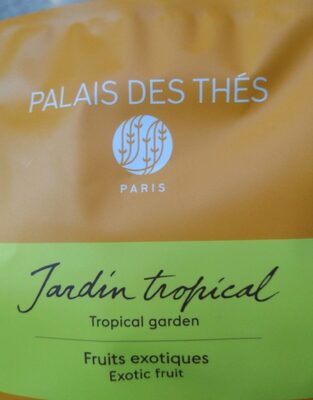 PALAIS DES THÉS
PARIS
Jardin tropical
Tropical garden
Fruits exotiques
Exotic fruit